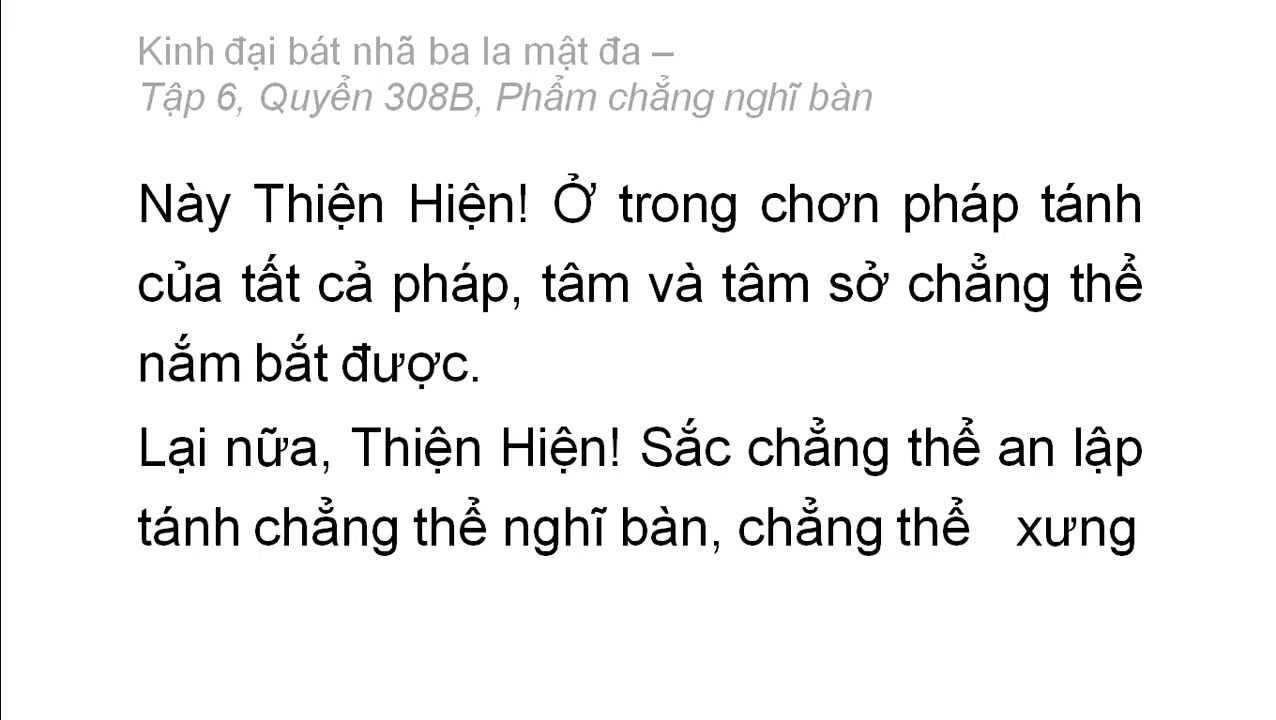 Kinh đại bát nhã ba la mật đa –
Tập 6, Quyển 308B, Phẩm chẳng nghĩ bàn
Này Thiện Hiện! Ở trong chơn pháp tánh
của tất cả pháp, tâm và tâm sở chẳng thể
nắm bắt được.
Lại nữa, Thiện Hiện! Sắc chẳng thể an lập
tánh chẳng thể nghĩ bàn, chẳng thể xưng